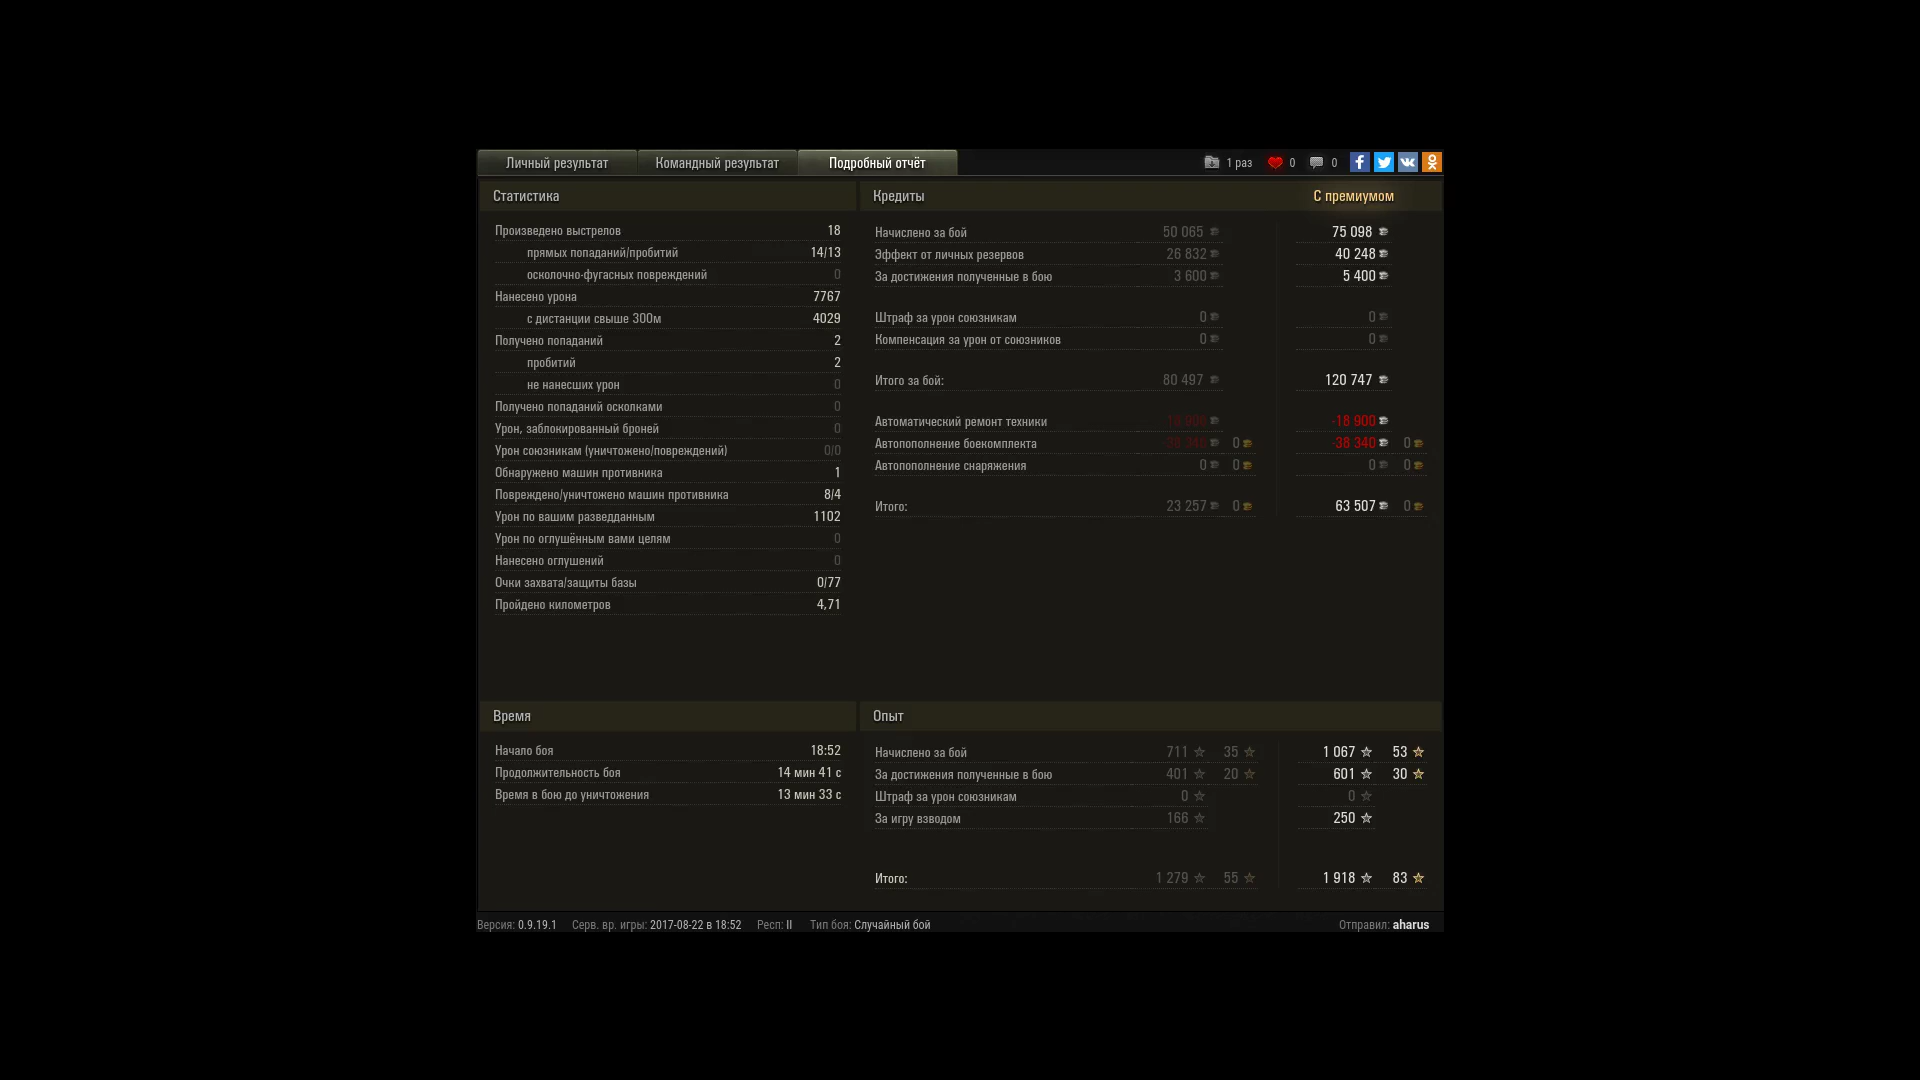 Личный результат Командный результат Подробный отчёт 1 раз 0 0
Статистика
Произведено выстрелов 18
прямых попаданий/пробитий 14/13
осколочно-фугасных повреждений 0
Нанесено урона 7767
с дистанции свыше 300м 4029
Получено попаданий 2
пробитий 2
не нанесших урон 0
Получено попаданий осколками 0
Урон, заблокированный броней 0
Урон союзникам (уничтожено/повреждений) 0/0
Обнаружено машин противника 1
Повреждено/уничтожено машин противника 8/4
Урон по вашим разведданным 1102
Урон по оглушённым вами целям 0
Нанесено оглушений 0
Очки захвата/защиты базы 0/77
Пройдено километров 4,71
Кредиты С премиумом
Начислено за бой 50 065 75 098
Эффект от личных резервов 26 832 40 248
За достижения полученные в бою 3 600 5 400
Штраф за урон союзникам 0 0
Компенсация за урон от союзников 0 0
Итого за бой: 80 497 120 747
Автоматический ремонт техники -18 900 -18 900
Автопополнение боекомплекта -38 340 0 -38 340 0
Автопополнение снаряжения 0 0 0 0
Итого: 23 257 0 63 507 0
Время
Начало боя 18:52
Продолжительность боя 14 мин 41 с
Время в бою до уничтожения 13 мин 33 с
Опыт
Начислено за бой 711 35 1 067 53
За достижения полученные в бою 401 20 601 30
Штраф за урон союзникам 0 0
За игру взводом 166 250
Итого: 1 279 55 1 918 83
Версия: 0.9.19.1 Серв. вр. игры: 2017-08-22 в 18:52 Респ: II Тип боя: Случайный бой Отправил: aharus